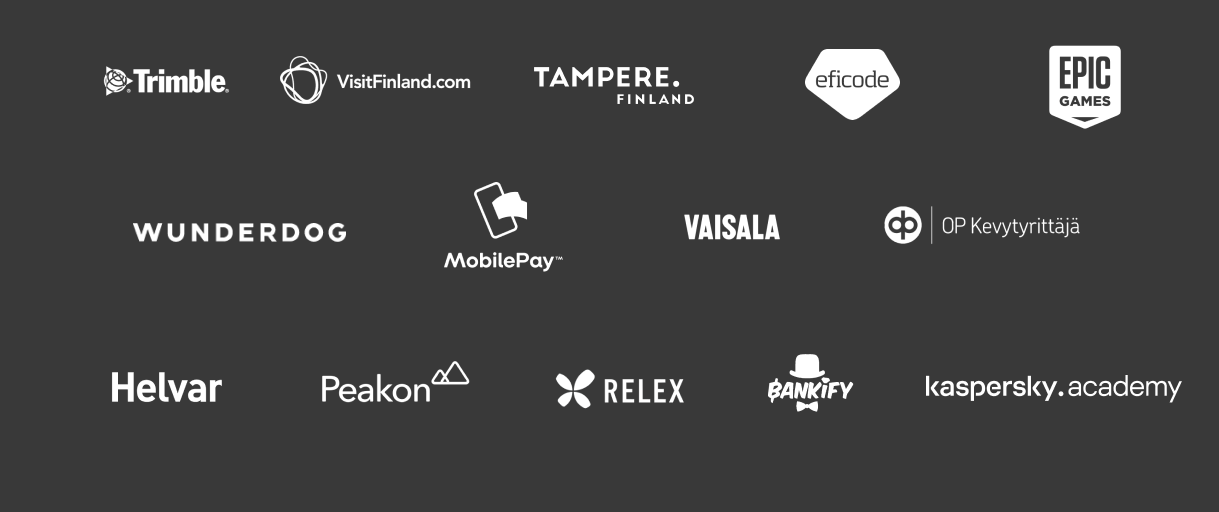 Trimble®
VisitFinland.com
TAMPERE.
FINLAND
eficode
EPIC
GAMES
WUNDERDOG
MobilePay™
VAISALA
op OP Kevytyrittäjä
Helvar
Peakon
RELEX
BANKiFY
kaspersky.academy